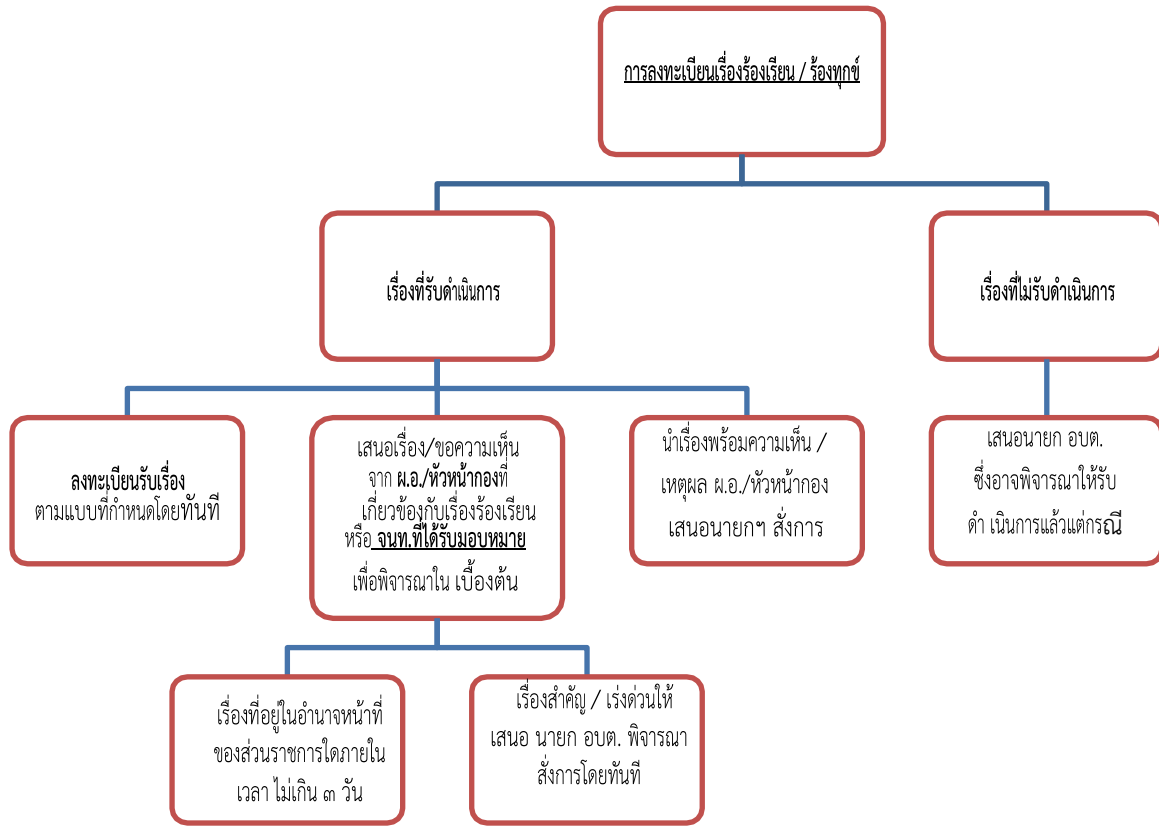 การลงทะเบียนเรื่องร้องเรียน / ร้องทุกข์
เรื่องที่รับดำเนินการ
เรื่องที่ไม่รับดำเนินการ
ลงทะเบียนรับเรื่อง
ตามแบบที่กำหนดโดยทันที
เสนอเรื่อง/ขอความเห็น
จาก ผ.อ./หัวหน้ากองที่
เกี่ยวข้องกับเรื่องร้องเรียน
หรือ จนท.ที่ได้รับมอบหมาย
เพื่อพิจารณาใน เบื้องต้น
นำเรื่องพร้อมความเห็น /
เหตุผล ผ.อ./หัวหน้ากอง
เสนอนายกฯ สั่งการ
เสนอนายก อบต.
ซึ่งอาจพิจารณาให้รับ
ดำ เนินการแล้วแต่กรณี
เรื่องที่อยู่ในอำนาจหน้าที่
ของส่วนราชการใดภายใน
เวลา ไม่เกิน ๓ วัน
เรื่องสำคัญ / เร่งด่วนให้
เสนอ นายก อบต. พิจารณา
สั่งการโดยทันที